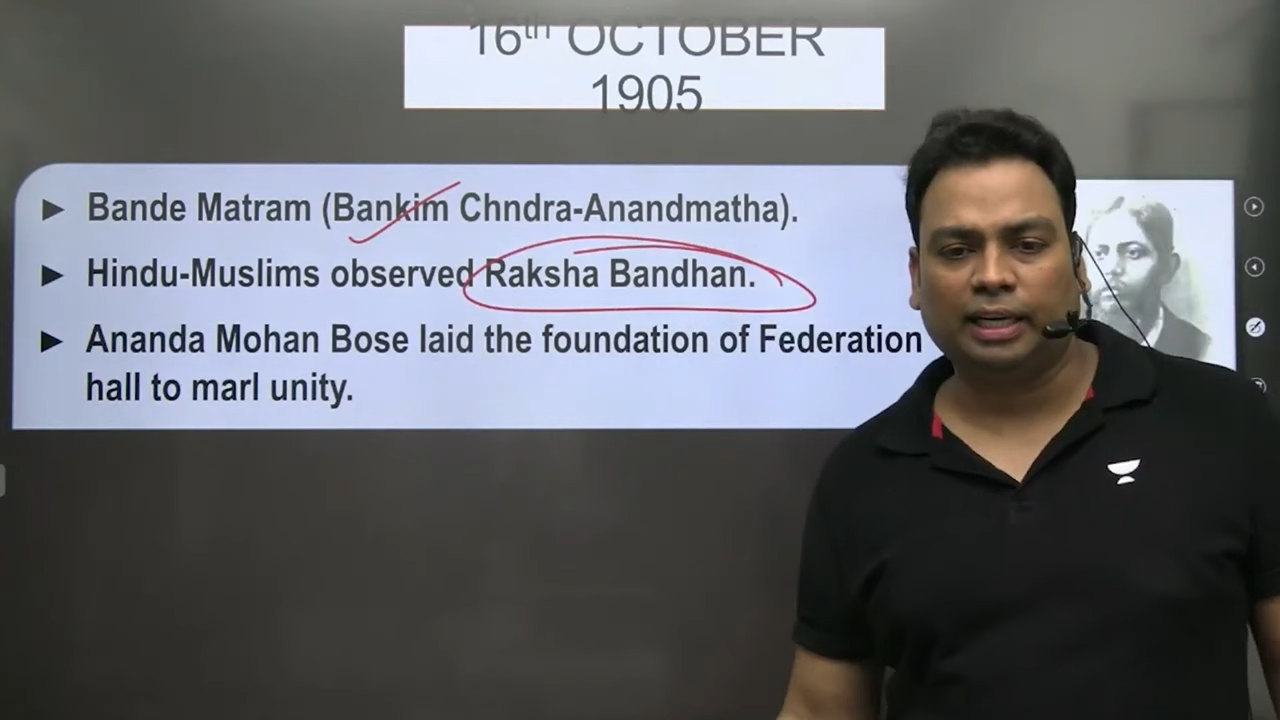 16th OCTOBER
1905
► Bande Matram (Bankim Chndra-Anandmatha).
► Hindu-Muslims observed Raksha Bandhan.
► Ananda Mohan Bose laid the foundation of Federation
hall to marl unity.